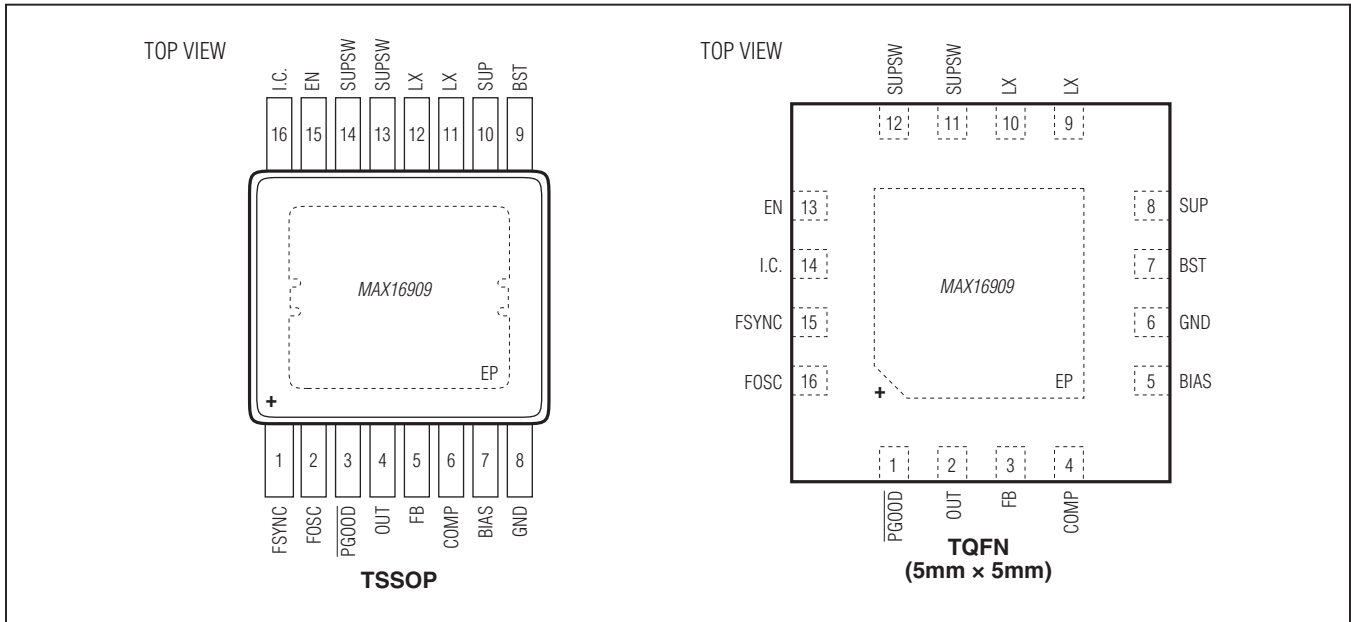 TOP VIEW
I.C. EN SUPSW SUPSW LX LX SUP BST
16 15 14 13 12 11 10 9
MAX16909
EP
+
1 2 3 4 5 6 7 8
FSYNC FOSC PGOOD OUT FB COMP BIAS GND
TSSOP
TOP VIEW
SUPSW SUPSW LX LX
12 11 10 9
EN 13
8 SUP
I.C. 14
7 BST
MAX16909
FSYNC 15
6 GND
FOSC 16
EP
5 BIAS
+
1 2 3 4
PGOOD OUT FB COMP
TQFN
(5mm × 5mm)